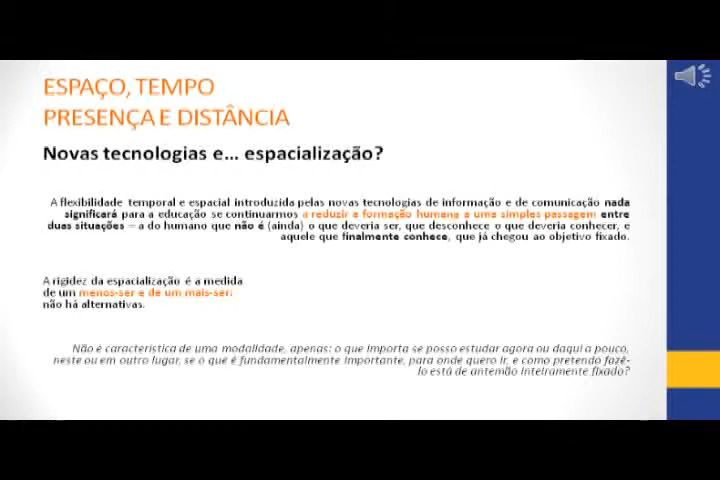 ESPAÇO, TEMPO
PRESENÇA E DISTÂNCIA
Novas tecnologias e... espacialização?
A flexibilidade temporal e espacial introduzida pelas novas tecnologias de informação e de comunicação nada
significará para a educação se continuarmos a reduzir a formação humana a uma simples passagem entre
duas situações – a do humano que não é (ainda) o que deveria ser, que desconhece o que deveria conhecer, e
aquele que finalmente conhece, que já chegou ao objetivo fixado.
A rigidez da espacialização é a medida
de um menos-ser e de um mais-ser:
não há alternativas.
Não é característica de uma modalidade, apenas: o que importa se posso estudar agora ou daqui a pouco,
neste ou em outro lugar, se o que é fundamentalmente importante, para onde quero ir, e como pretendo fazê-
lo está de antemão inteiramente fixado?